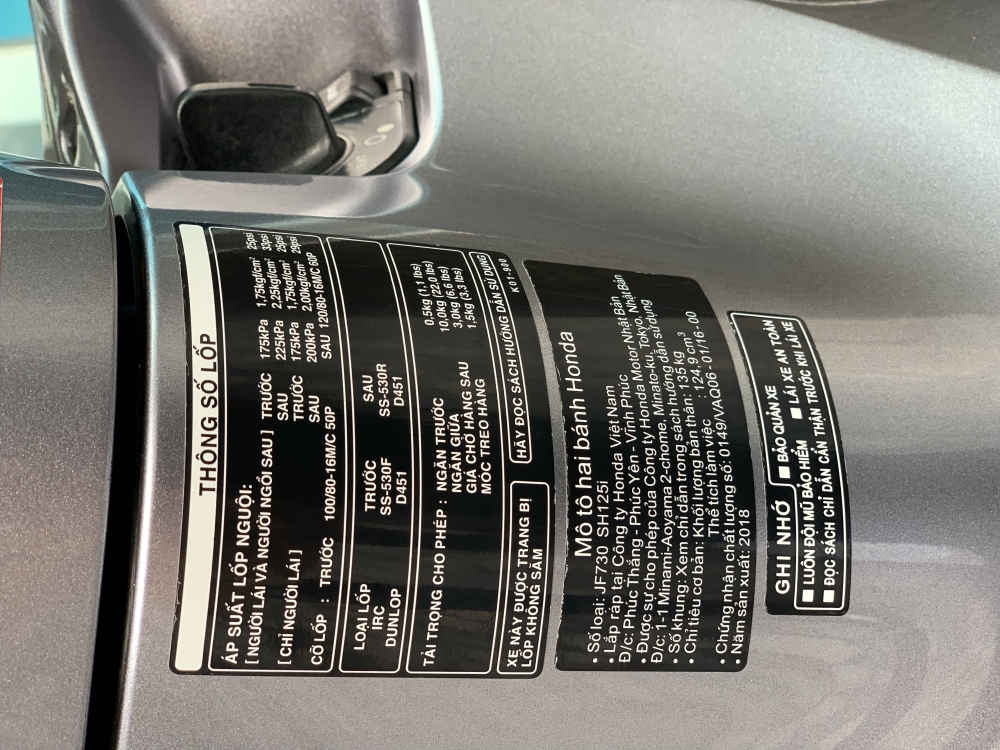 THÔNG SỐ LỐP
ÁP SUẤT LỐP NGUỘI:
[ NGƯỜI LÁI VÀ NGƯỜI NGỒI SAU ] TRƯỚC 175kPa 1,75kgf/cm² 25psi
SAU 225kPa 2,25kgf/cm² 33psi
[ CHỈ NGƯỜI LÁI ] TRƯỚC 175kPa 1,75kgf/cm² 25psi
SAU 200kPa 2,00kgf/cm² 29psi
CỠ LỐP : TRƯỚC 100/80-16M/C 50P SAU 120/80-16M/C 60P
LOẠI LỐP TRƯỚC SAU
IRC SS-530F SS-530R
DUNLOP D451 D451
TẢI TRỌNG CHO PHÉP : NGĂN TRƯỚC 0,5kg (1,1 lbs)
NGĂN GIỮA 10,0kg (22,0 lbs)
GIÁ CHỞ HÀNG SAU 3,0kg (6,6 lbs)
MÓC TREO HÀNG 1,5kg (3,3 lbs)
XE NÀY ĐƯỢC TRANG BỊ
LỐP KHÔNG SĂM
HÃY ĐỌC SÁCH HƯỚNG DẪN SỬ DỤNG
K01-900
Mô tô hai bánh Honda
• Số loại: JF730 SH125i
• Lắp ráp tại Công ty Honda Việt Nam
Đ/c: Phúc Thắng - Phúc Yên - Vĩnh Phúc
• Được sự cho phép của Công ty Honda Motor Nhật Bản
Đ/c: 1-1 Minami-Aoyama 2-chome, Minato-ku, Tokyo, Nhật Bản
• Số khung: Xem chỉ dẫn trong sách hướng dẫn sử dụng
• Chỉ tiêu cơ bản: Khối lượng bản thân: 135 kg
Thể tích làm việc : 124,9 cm³
• Chứng nhận chất lượng số: 0149/VAQ06 - 01/16 - 00
• Năm sản xuất: 2018
GHI NHỚ
■ BẢO QUẢN XE
■ LUÔN ĐỘI MŨ BẢO HIỂM ■ LÁI XE AN TOÀN
■ ĐỌC SÁCH CHỈ DẪN CẨN THẬN TRƯỚC KHI LÁI XE